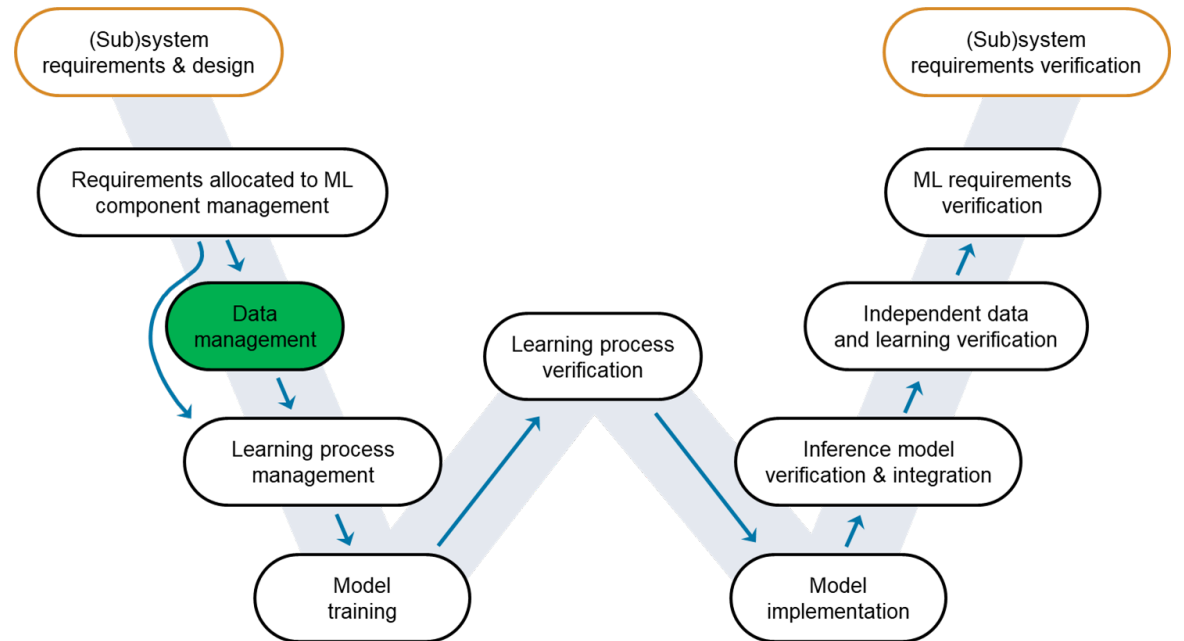 (Sub)system
requirements & design
(Sub)system
requirements verification
Requirements allocated to ML
component management
ML requirements
verification
Data
management
Independent data
and learning verification
Learning process
verification
Learning process
management
Inference model
verification & integration
Model
training
Model
implementation